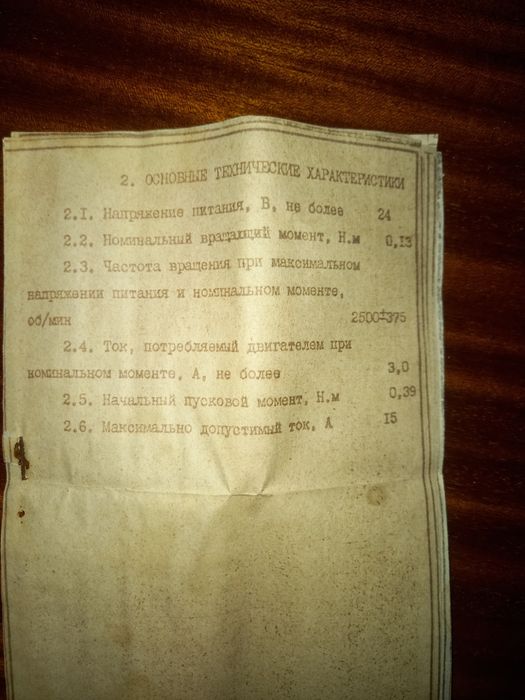 2. ОСНОВНЫЕ ТЕХНИЧЕСКИЕ ХАРАКТЕРИСТИКИ
2.I. Напряжение питания, В, не более 24
2.2. Номинальный вращающий момент, Н.м 0,13
2.3. Частота вращения при максимальном
напряжении питания и номинальном моменте,
об/мин 2500±375
2.4. Ток, потребляемый двигателем при
номинальном моменте, А, не более 3,0
2.5. Начальный пусковой момент, Н.м 0,39
2.6. Максимально допустимый ток, А I5